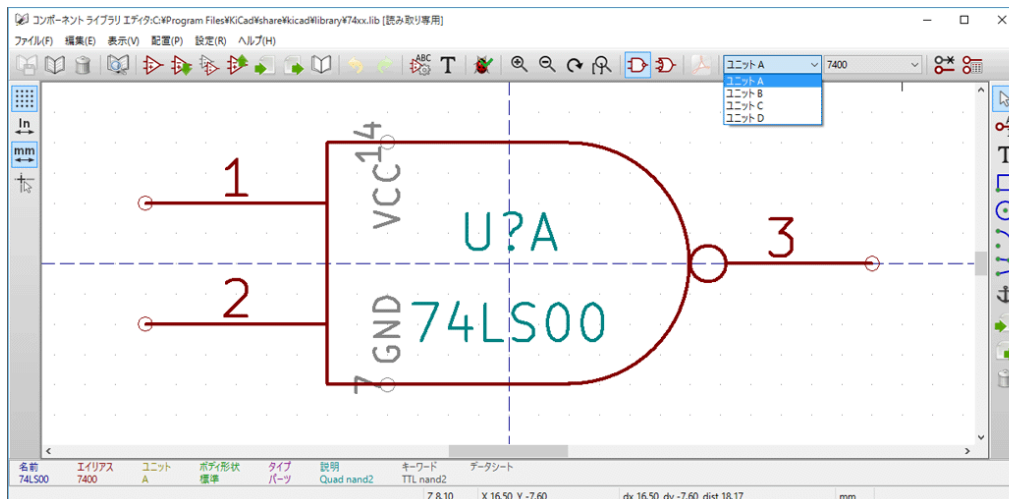 コンポーネント ライブラリ エディタ:C:¥Program Files¥KiCad¥share¥kicad¥library¥74xx.lib [読み取り専用]
ファイル(F) 編集(E) 表示(V) 配置(P) 設定(R) ヘルプ(H)
ABC T ユニット A 7400
ユニット A
ユニット B
ユニット C
ユニット D
In
mm
T
14
VCC
1
U?A
3
2
74LS00
GND
7
名前 エイリアス ユニット ボディ形状 タイプ 説明 キーワード データシート
74LS00 7400 A 標準 パーツ Quad nand2 TTL nand2
Z 8.10 X 16.50 Y -7.60 dx 16.50 dy -7.60 dist 18.17 mm